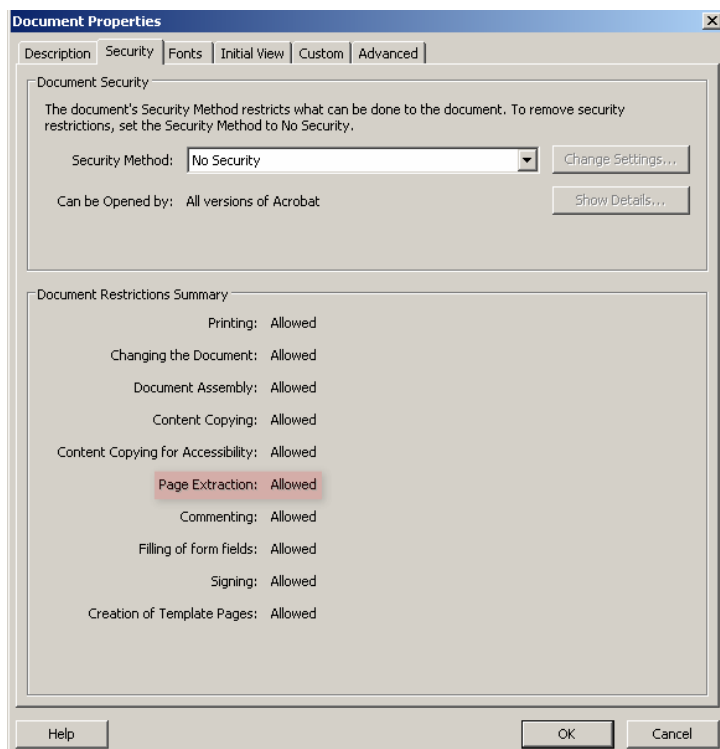 Document Properties
Description Security Fonts Initial View Custom Advanced
Document Security
The document's Security Method restricts what can be done to the document. To remove security
restrictions, set the Security Method to No Security.
Security Method: No Security Change Settings...
Can be Opened by: All versions of Acrobat Show Details...
Document Restrictions Summary
Printing: Allowed
Changing the Document: Allowed
Document Assembly: Allowed
Content Copying: Allowed
Content Copying for Accessibility: Allowed
Page Extraction: Allowed
Commenting: Allowed
Filling of form fields: Allowed
Signing: Allowed
Creation of Template Pages: Allowed
Help OK Cancel